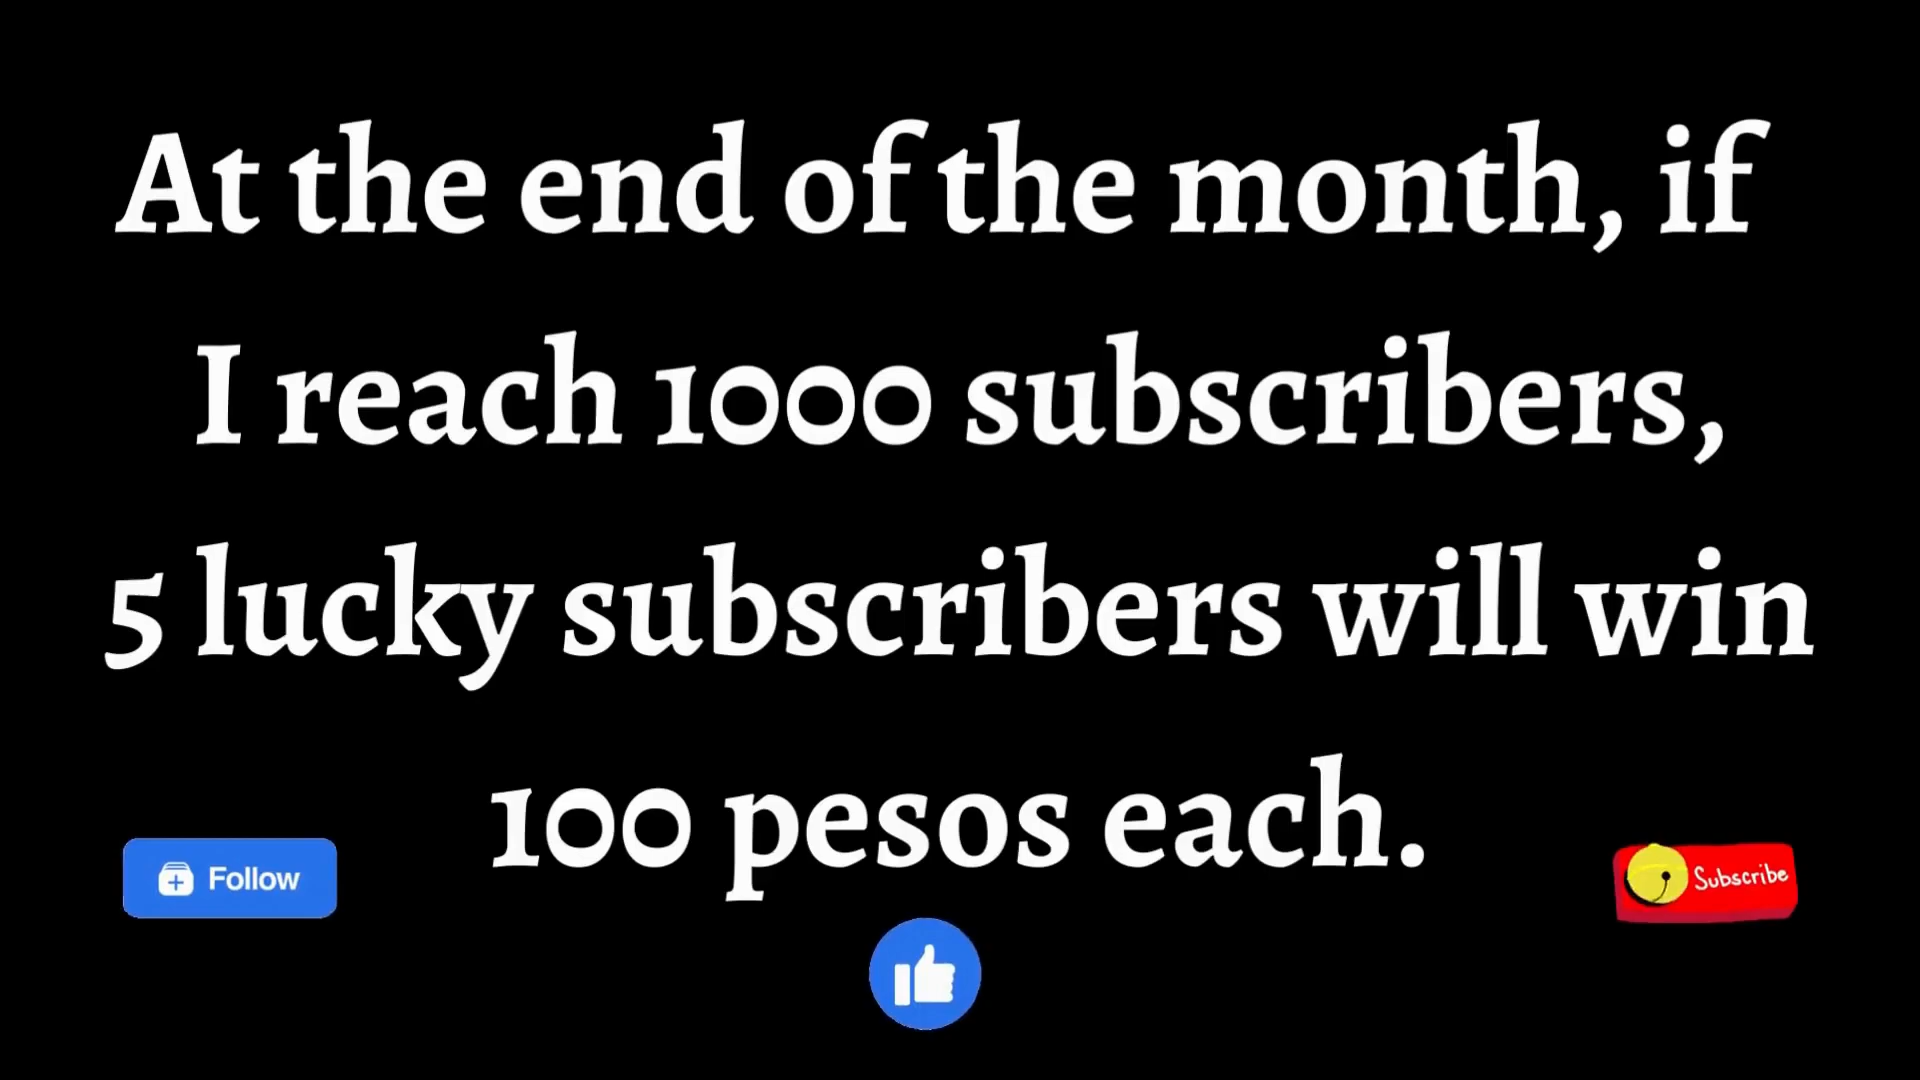 At the end of the month, if
I reach 1000 subscribers,
5 lucky subscribers will win
100 pesos each.
Follow
Subscribe